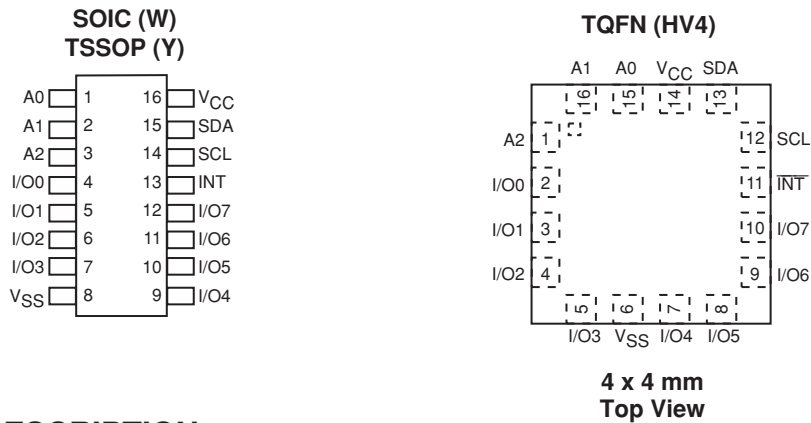 SOIC (W)
TSSOP (Y)
A0 1 16 VCC
A1 2 15 SDA
A2 3 14 SCL
I/O0 4 13 INT
I/O1 5 12 I/O7
I/O2 6 11 I/O6
I/O3 7 10 I/O5
VSS 8 9 I/O4
TQFN (HV4)
A1 A0 VCC SDA
16 15 14 13
A2 1 12 SCL
I/O0 2 11 INT
I/O1 3 10 I/O7
I/O2 4 9 I/O6
5 6 7 8
I/O3 VSS I/O4 I/O5
4 x 4 mm
Top View